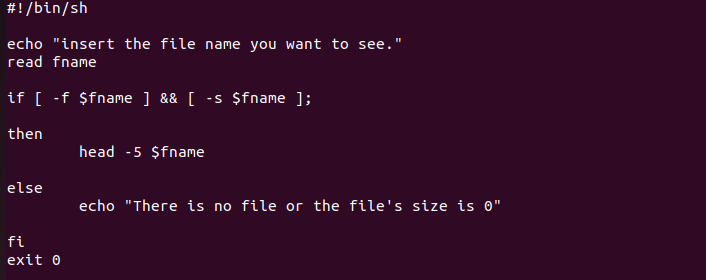 #!/bin/sh
echo "insert the file name you want to see."
read fname
if [ -f $fname ] && [ -s $fname ];
then
head -5 $fname
else
echo "There is no file or the file's size is 0"
fi
exit 0